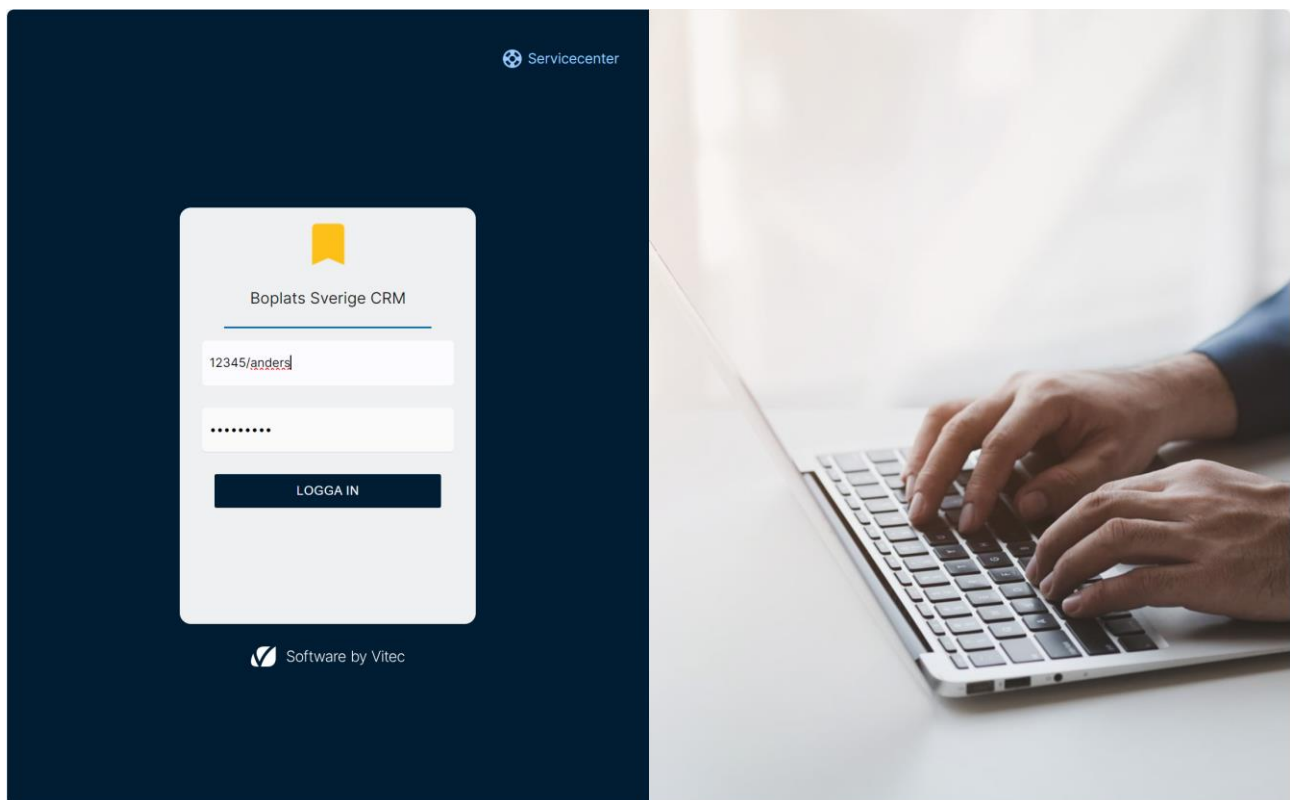 Servicecenter
Boplats Sverige CRM
12345/anders
•••••••••
LOGGA IN
Software by Vitec